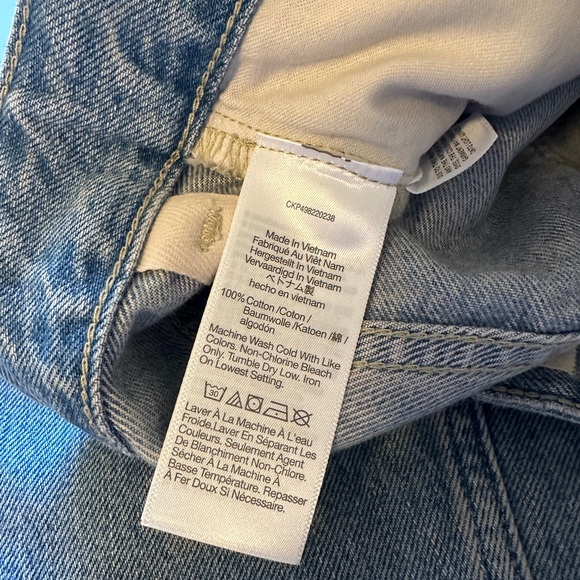 CKP498220238
Made In Vietnam
Fabriqué Au Viêt Nam
Hergestellt In Vietnam
Vervaardigd In Vietnam
ベトナム製
hecho en vietnam
100% Cotton /Coton /
Baumwolle /Katoen /綿 /
algodón
Machine Wash Cold With Like
Colors. Non-Chlorine Bleach
Only. Tumble Dry Low. Iron
On Lowest Setting.
30
Laver À La Machine À L'eau
Froide.Laver En Séparant Les
Couleurs. Seulement Agent
De Blanchiment Non-Chlore.
Sécher À La Machine À
Basse Température. Repasser
À Fer Doux Si Nécessaire.